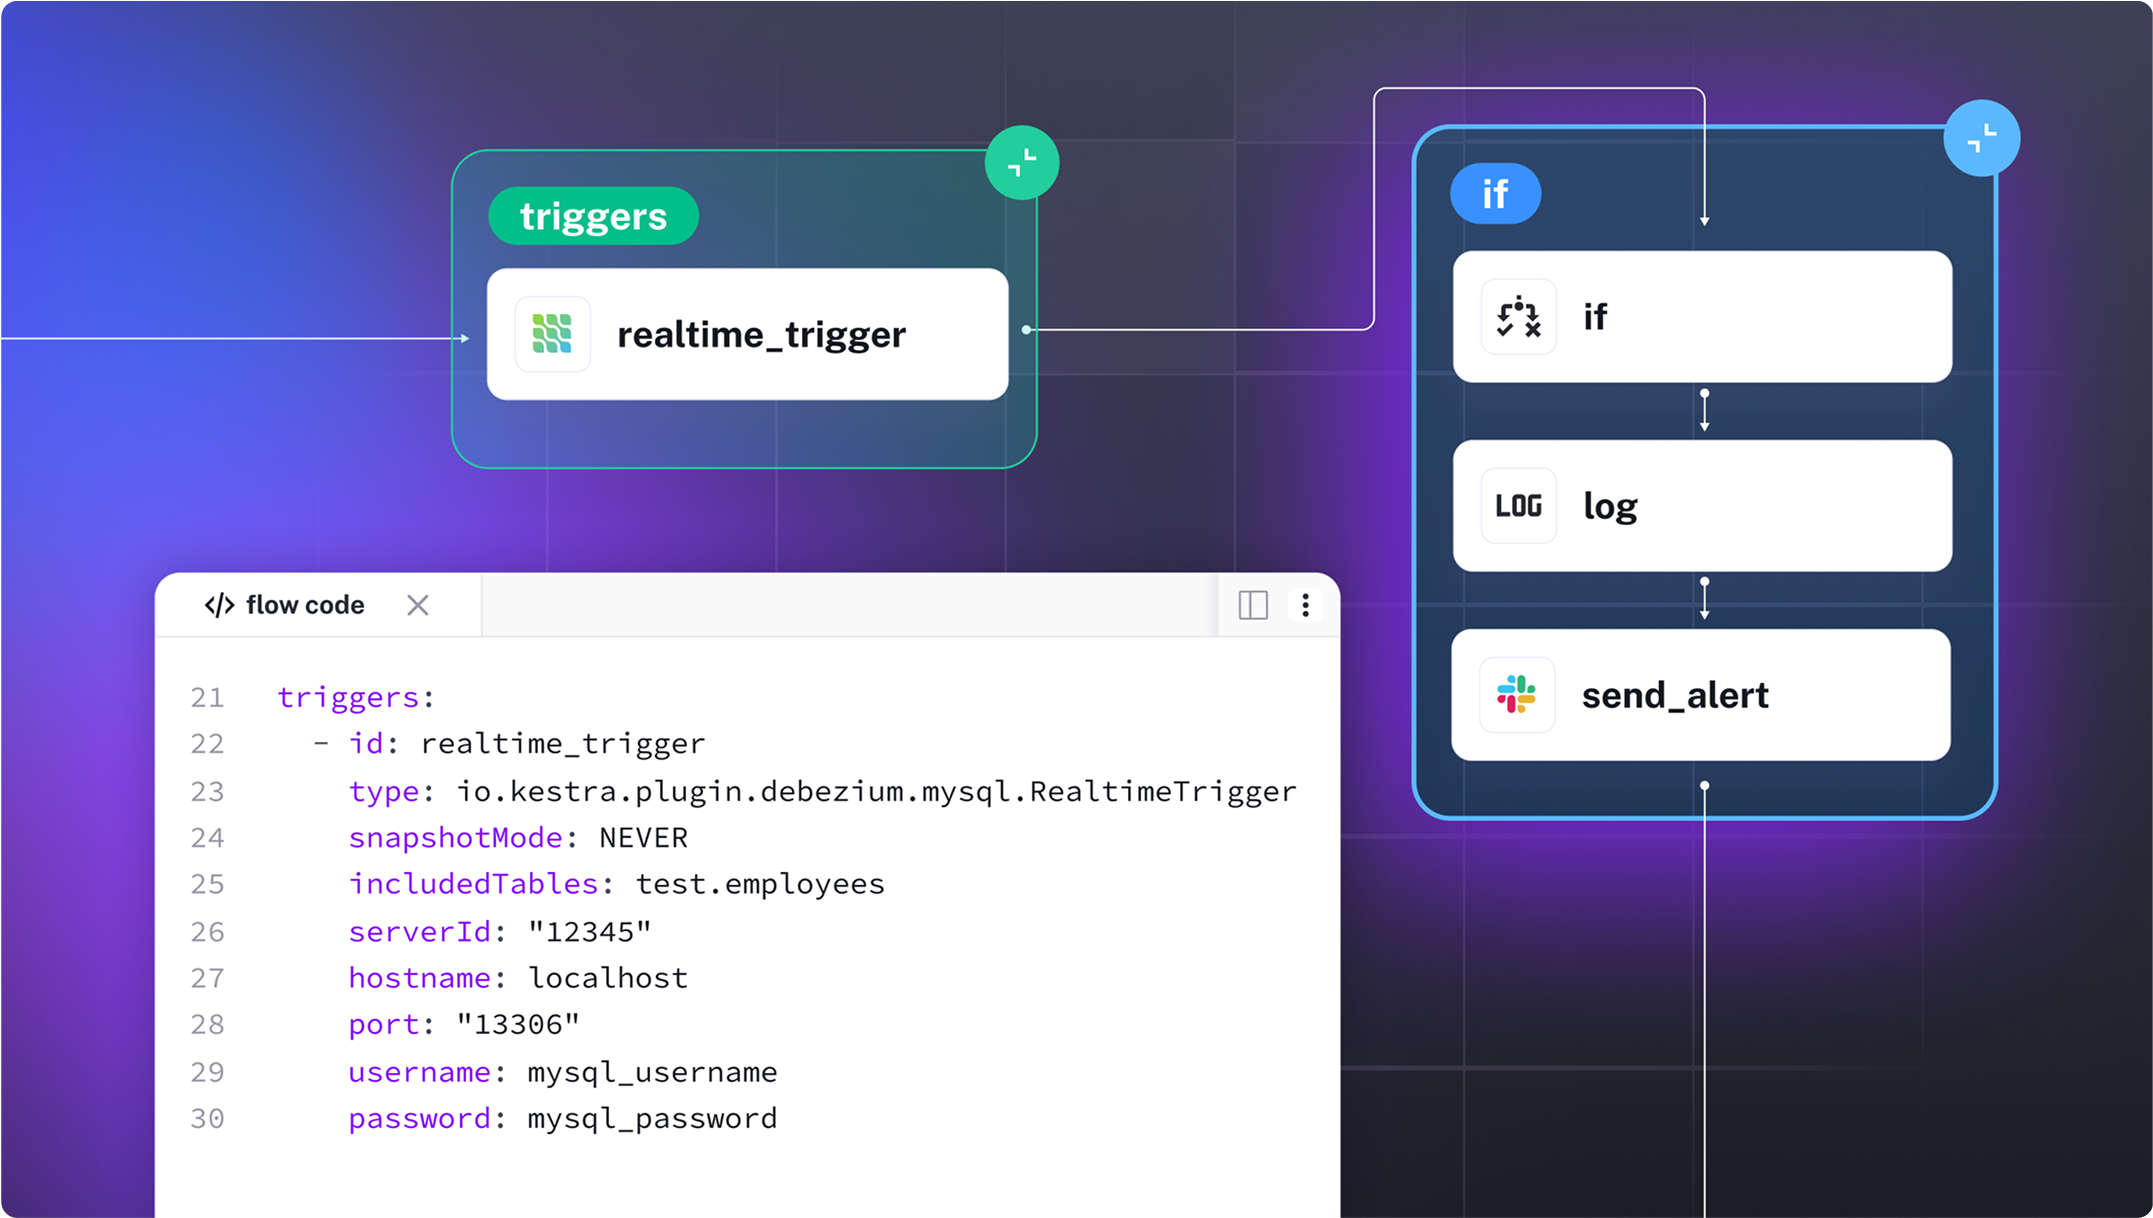 triggers
realtime_trigger
if
if
LOG log
send_alert
</> flow code
21 triggers:
22 - id: realtime_trigger
23 type: io.kestra.plugin.debezium.mysql.RealtimeTrigger
24 snapshotMode: NEVER
25 includedTables: test.employees
26 serverId: "12345"
27 hostname: localhost
28 port: "13306"
29 username: mysql_username
30 password: mysql_password